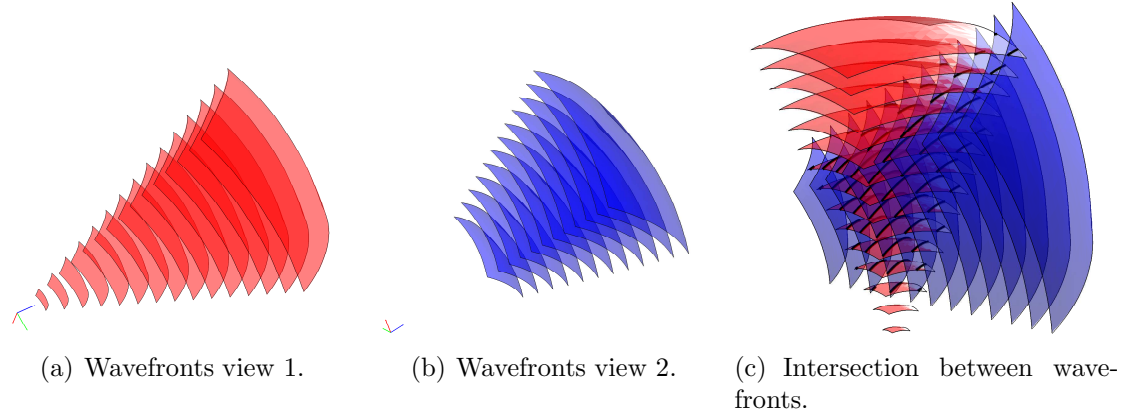 (a) Wavefronts view 1.
(b) Wavefronts view 2.
(c) Intersection between wave-
fronts.